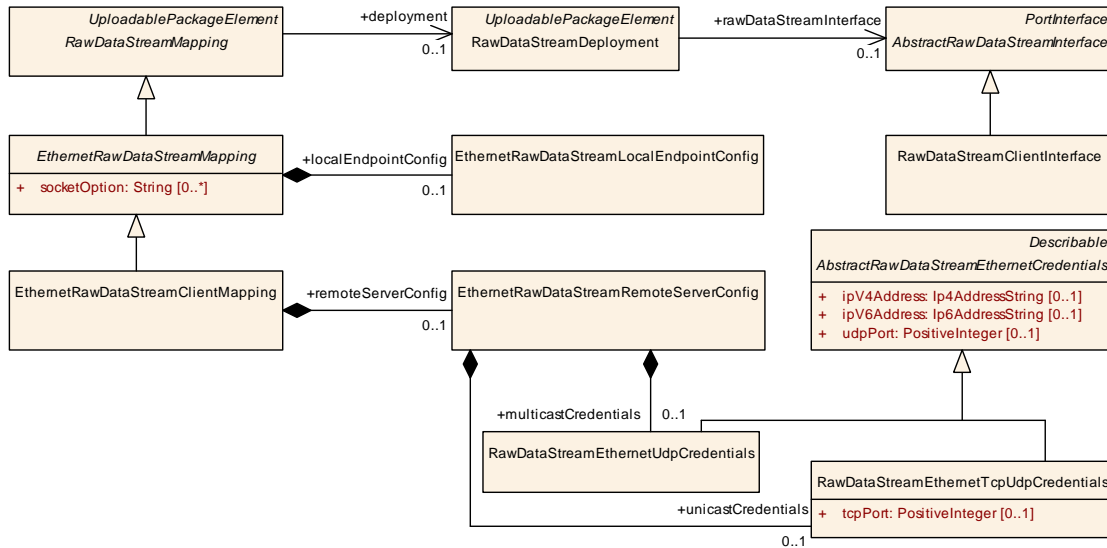 UploadablePackageElement
RawDataStreamMapping
+deployment
0..1
UploadablePackageElement
RawDataStreamDeployment
+rawDataStreamInterface
0..1
PortInterface
AbstractRawDataStreamInterface
EthernetRawDataStreamMapping
+ socketOption: String [0..*]
+localEndpointConfig
0..1
EthernetRawDataStreamLocalEndpointConfig
RawDataStreamClientInterface
EthernetRawDataStreamClientMapping
+remoteServerConfig
0..1
EthernetRawDataStreamRemoteServerConfig
Describable
AbstractRawDataStreamEthernetCredentials
+ ipV4Address: Ip4AddressString [0..1]
+ ipV6Address: Ip6AddressString [0..1]
+ udpPort: PositiveInteger [0..1]
+multicastCredentials
0..1
RawDataStreamEthernetUdpCredentials
+unicastCredentials
0..1
RawDataStreamEthernetTcpUdpCredentials
+ tcpPort: PositiveInteger [0..1]